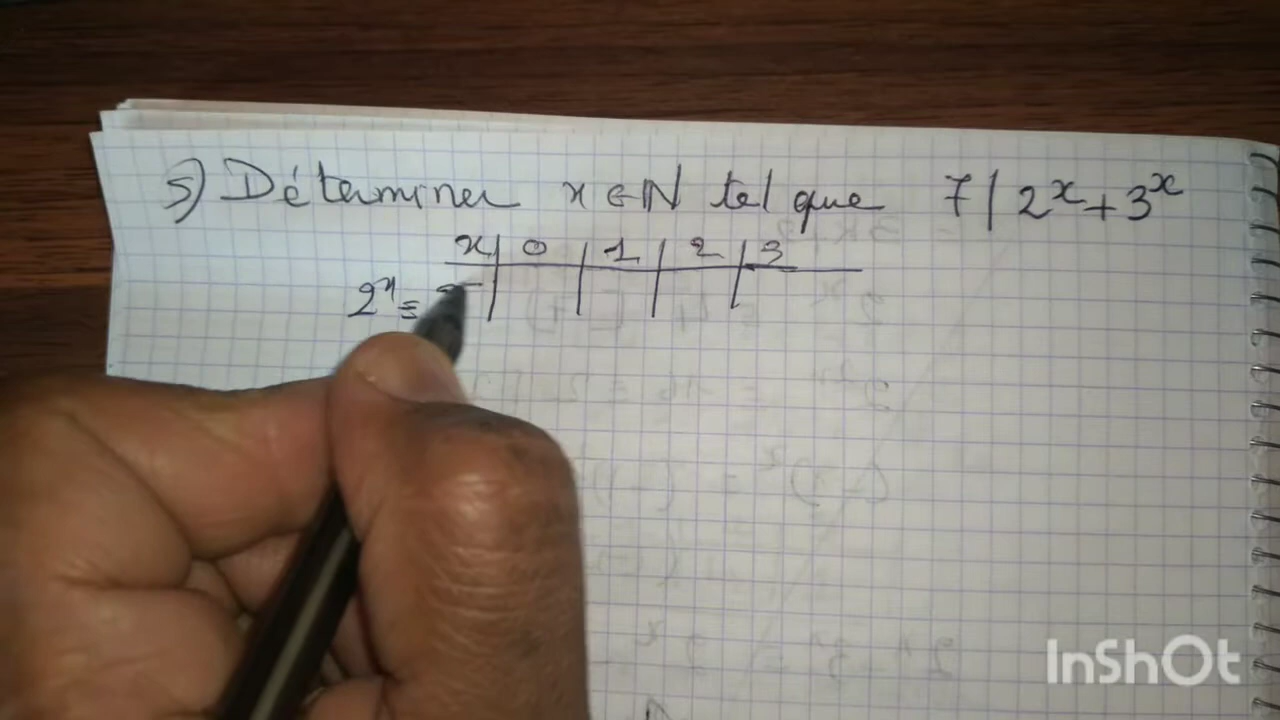 5) Déterminer x ∈ ℕ tel que 7 | 2^x + 3^x
x | 0 | 1 | 2 | 3
2^x ≡
InShOt